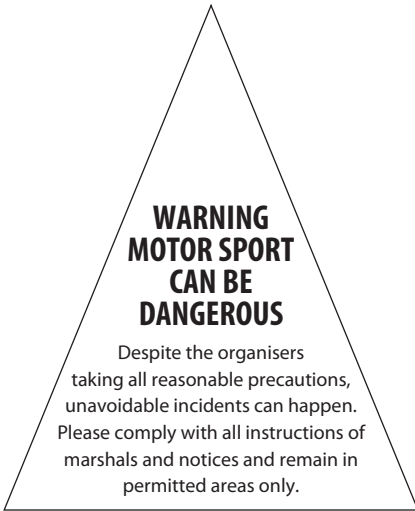 WARNING
MOTOR SPORT
CAN BE
DANGEROUS
Despite the organisers
taking all reasonable precautions,
unavoidable incidents can happen.
Please comply with all instructions of
marshals and notices and remain in
permitted areas only.